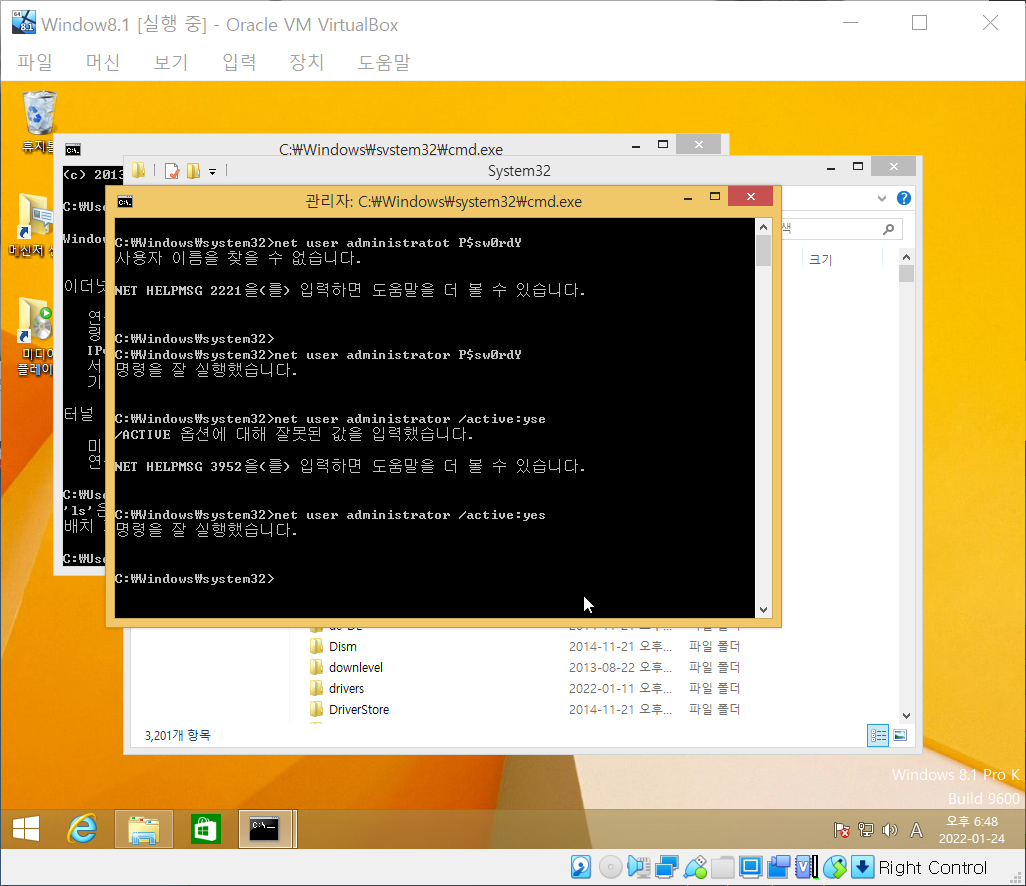 Window8.1 [실행 중] - Oracle VM VirtualBox
파일 머신 보기 입력 장치 도움말
C:₩Windows₩system32₩cmd.exe
System32
관리자: C:₩Windows₩system32₩cmd.exe
(c) 2013
C:₩Use
Window
이더넷
IP
터널
C:₩Use
'ls'은
배치
C:₩Use
C:₩Windows₩system32>net user administratot P$sw0rdY
사용자 이름을 찾을 수 없습니다.
NET HELPMSG 2221을(를) 입력하면 도움말을 더 볼 수 있습니다.
C:₩Windows₩system32>
C:₩Windows₩system32>net user administrator P$sw0rdY
명령을 잘 실행했습니다.
C:₩Windows₩system32>net user administrator /active:yse
/ACTIVE 옵션에 대해 잘못된 값을 입력했습니다.
NET HELPMSG 3952을(를) 입력하면 도움말을 더 볼 수 있습니다.
C:₩Windows₩system32>net user administrator /active:yes
명령을 잘 실행했습니다.
C:₩Windows₩system32>
색
크기
휴지통
메신저
미디어
플레이
Dism 2014-11-21 오후... 파일 폴더
downlevel 2013-08-22 오후... 파일 폴더
drivers 2022-01-11 오후... 파일 폴더
DriverStore 2014-11-21 오후... 파일 폴더
3,201개 항목
Windows 8.1 Pro K
Build 9600
A
오후 6:48
2022-01-24
Right Control